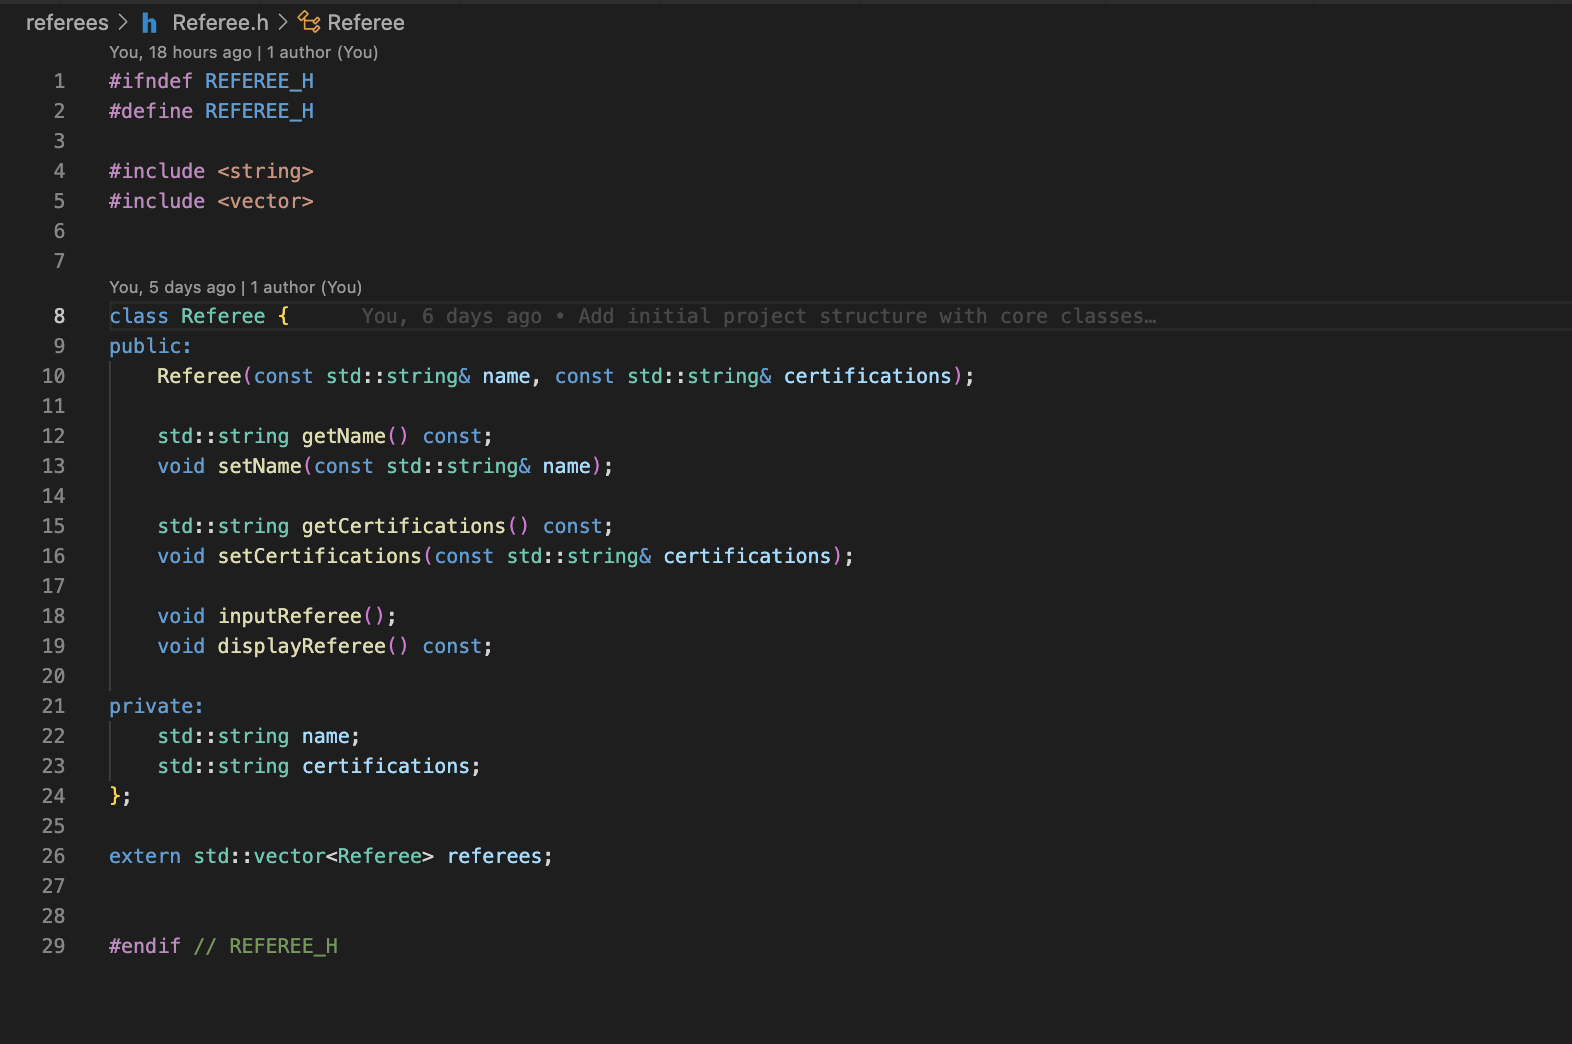 referees > h Referee.h > Referee
You, 18 hours ago | 1 author (You)
1 #ifndef REFEREE_H
2 #define REFEREE_H
3
4 #include <string>
5 #include <vector>
6
7
You, 5 days ago | 1 author (You)
8 class Referee { You, 6 days ago • Add initial project structure with core classes…
9 public:
10     Referee(const std::string& name, const std::string& certifications);
11
12     std::string getName() const;
13     void setName(const std::string& name);
14
15     std::string getCertifications() const;
16     void setCertifications(const std::string& certifications);
17
18     void inputReferee();
19     void displayReferee() const;
20
21 private:
22     std::string name;
23     std::string certifications;
24 };
25
26 extern std::vector<Referee> referees;
27
28
29 #endif // REFEREE_H